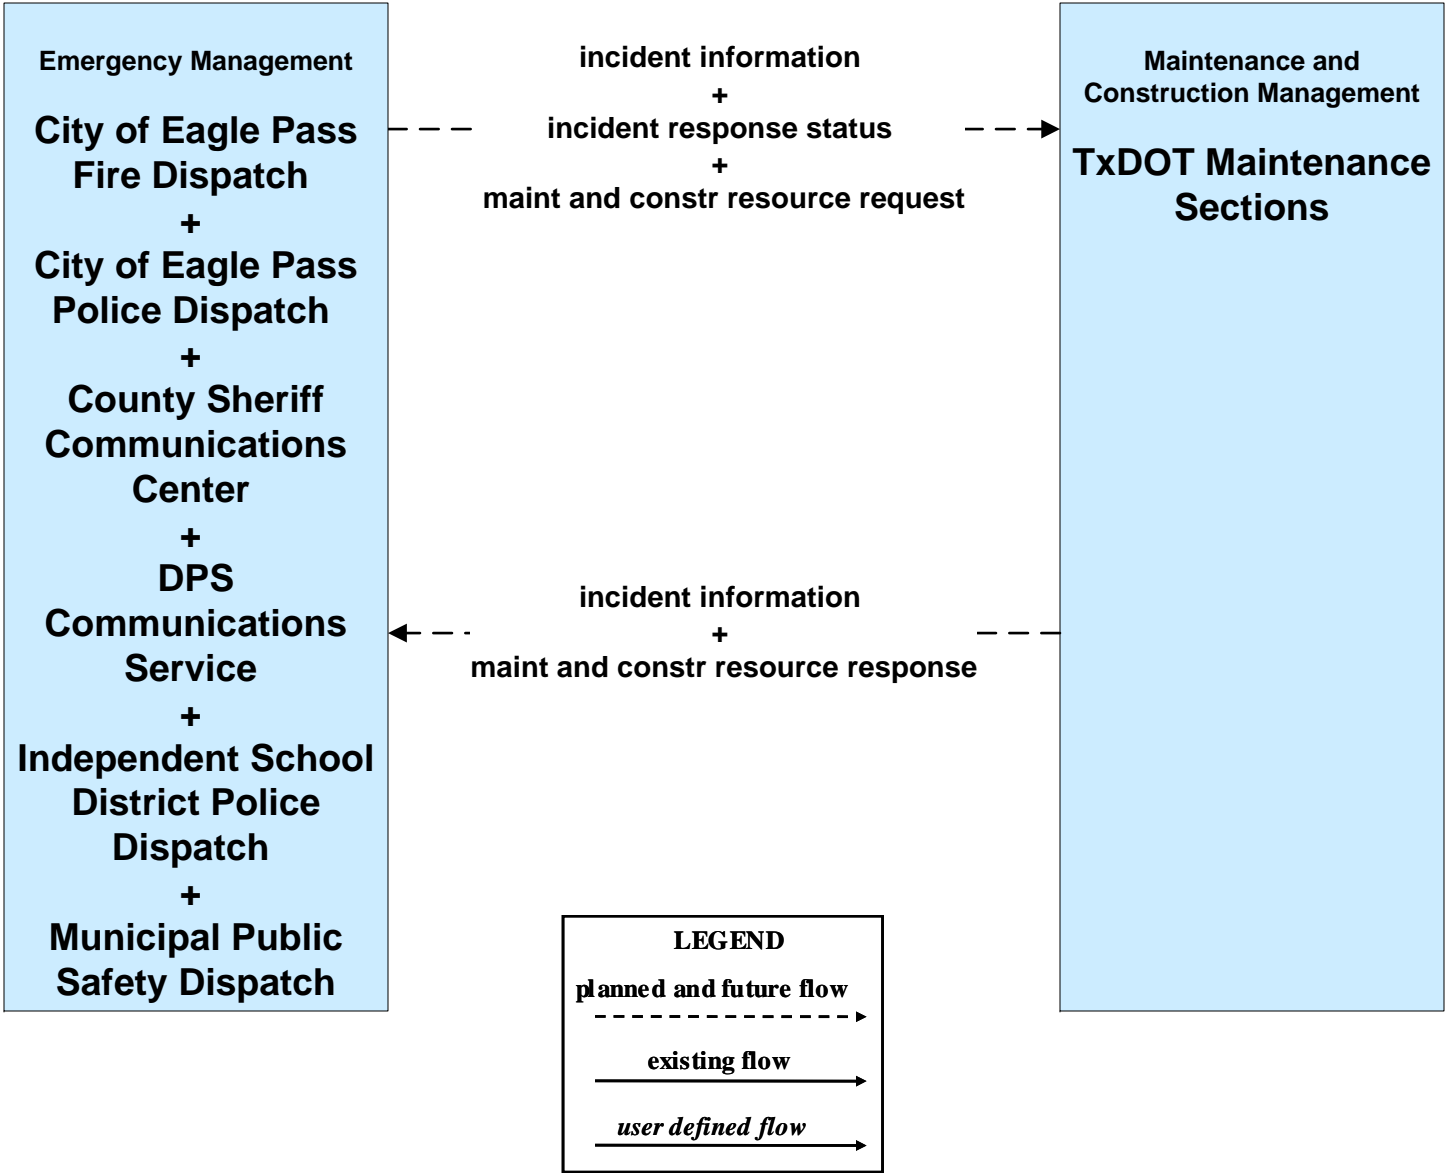 Emergency Management
City of Eagle Pass
Fire Dispatch
+
City of Eagle Pass
Police Dispatch
+
County Sheriff
Communications
Center
+
DPS
Communications
Service
+
Independent School
District Police
Dispatch
+
Municipal Public
Safety Dispatch
incident information
+
incident response status
+
maint and constr resource request
incident information
+
maint and constr resource response
Maintenance and
Construction Management
TxDOT Maintenance
Sections
LEGEND
planned and future flow
existing flow
user defined flow